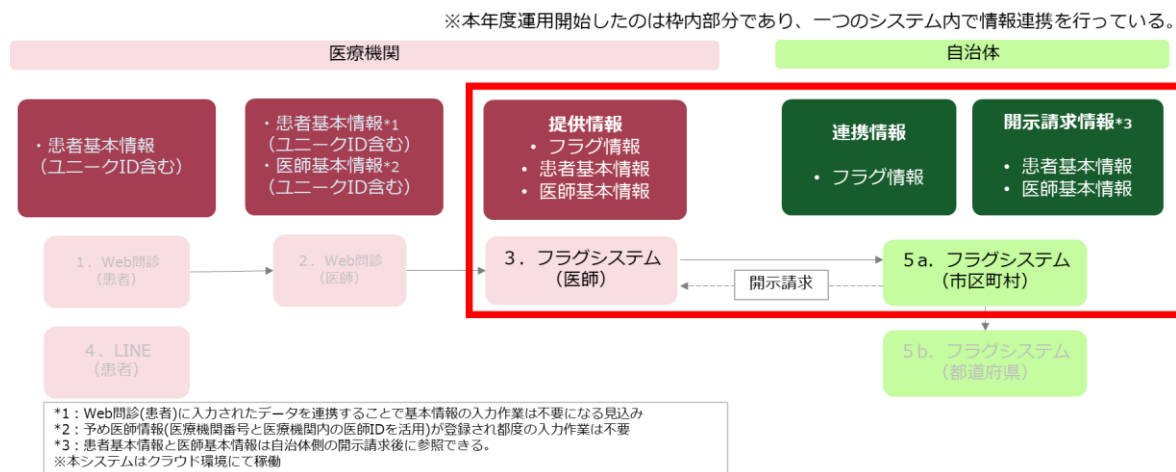 ※本年度運用開始したのは枠内部分であり、一つのシステム内で情報連携を行っている。
医療機関
自治体
・患者基本情報
(ユニークID含む)
・患者基本情報*1
(ユニークID含む)
・医師基本情報*2
(ユニークID含む)
提供情報
• フラグ情報
• 患者基本情報
• 医師基本情報
連携情報
• フラグ情報
開示請求情報*3
• 患者基本情報
• 医師基本情報
1．Web問診
(患者)
2．Web問診
(医師)
3．フラグシステム
(医師)
開示請求
5a．フラグシステム
(市区町村)
4．LINE
(患者)
5b．フラグシステム
(都道府県)
*1：Web問診(患者)に入力されたデータを連携することで基本情報の入力作業は不要になる見込み
*2：予め医師情報(医療機関番号と医療機関内の医師IDを活用)が登録され都度の入力作業は不要
*3：患者基本情報と医師基本情報は自治体側の開示請求後に参照できる。
※本システムはクラウド環境にて稼働